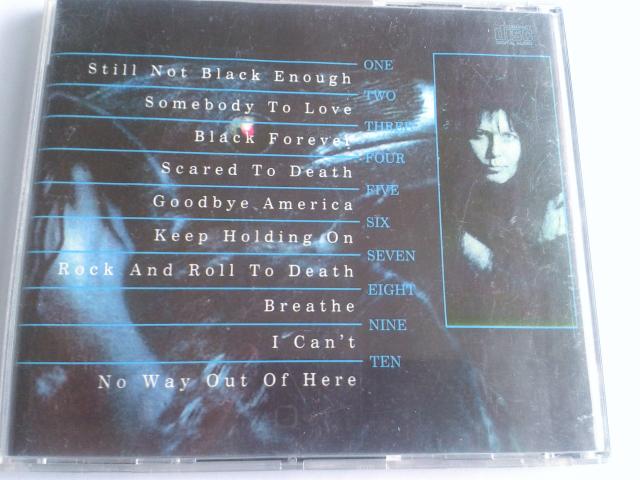 ONE
Still Not Black Enough
TWO
Somebody To Love
THREE
Black Forever
FOUR
Scared To Death
FIVE
Goodbye America
SIX
Keep Holding On
SEVEN
Rock And Roll To Death
EIGHT
Breathe
NINE
I Can't
TEN
No Way Out Of Here